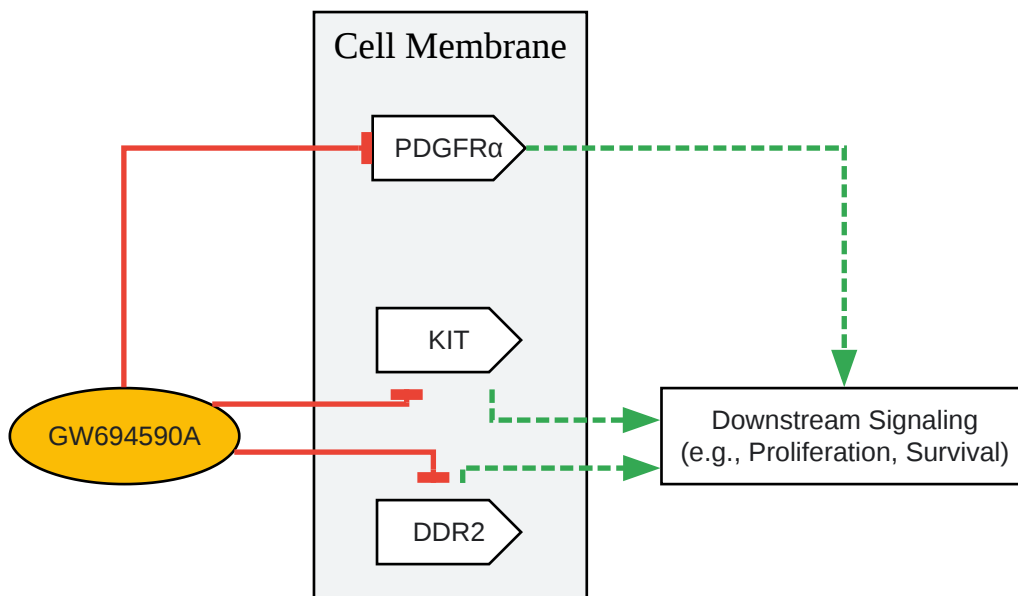 Cell Membrane
PDGFRα
KIT
GW694590A
Downstream Signaling
(e.g., Proliferation, Survival)
DDR2